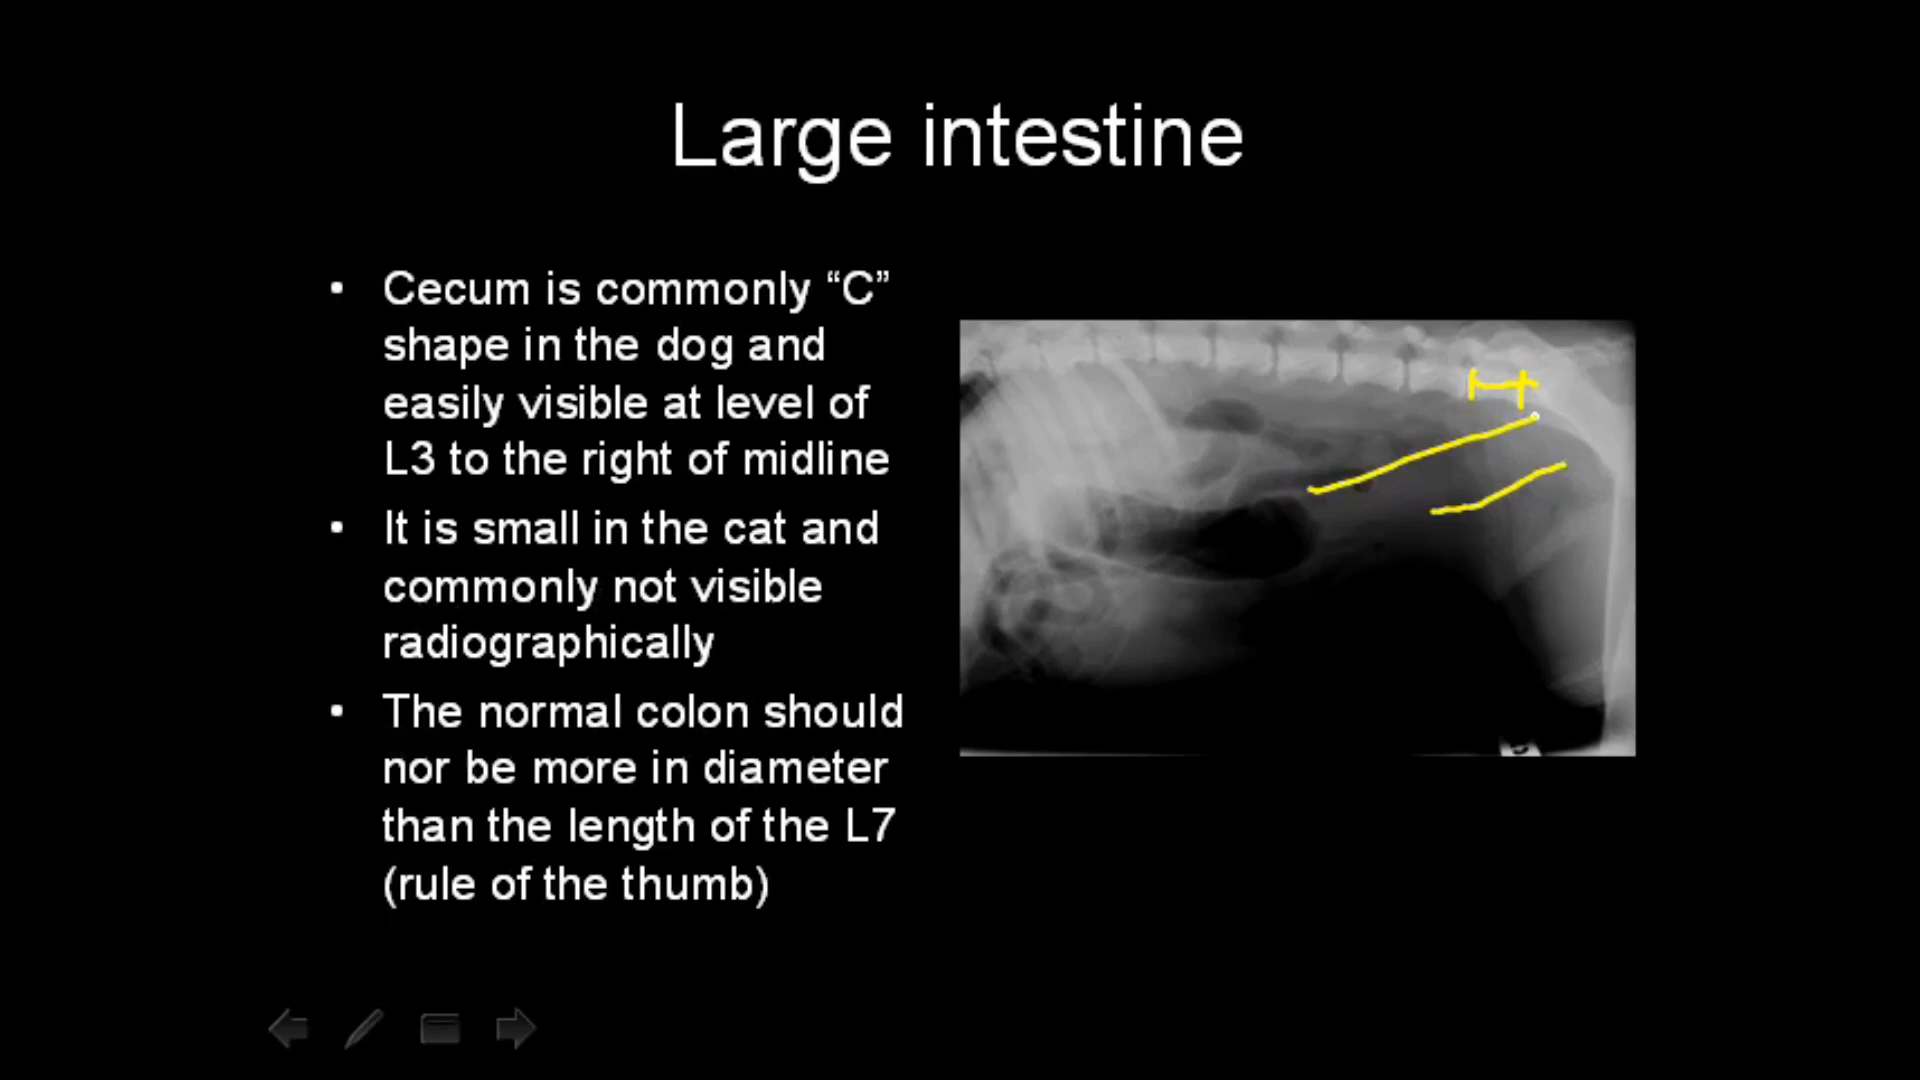 Large intestine
• Cecum is commonly “C”
shape in the dog and
easily visible at level of
L3 to the right of midline
• It is small in the cat and
commonly not visible
radiographically
• The normal colon should
nor be more in diameter
than the length of the L7
(rule of the thumb)